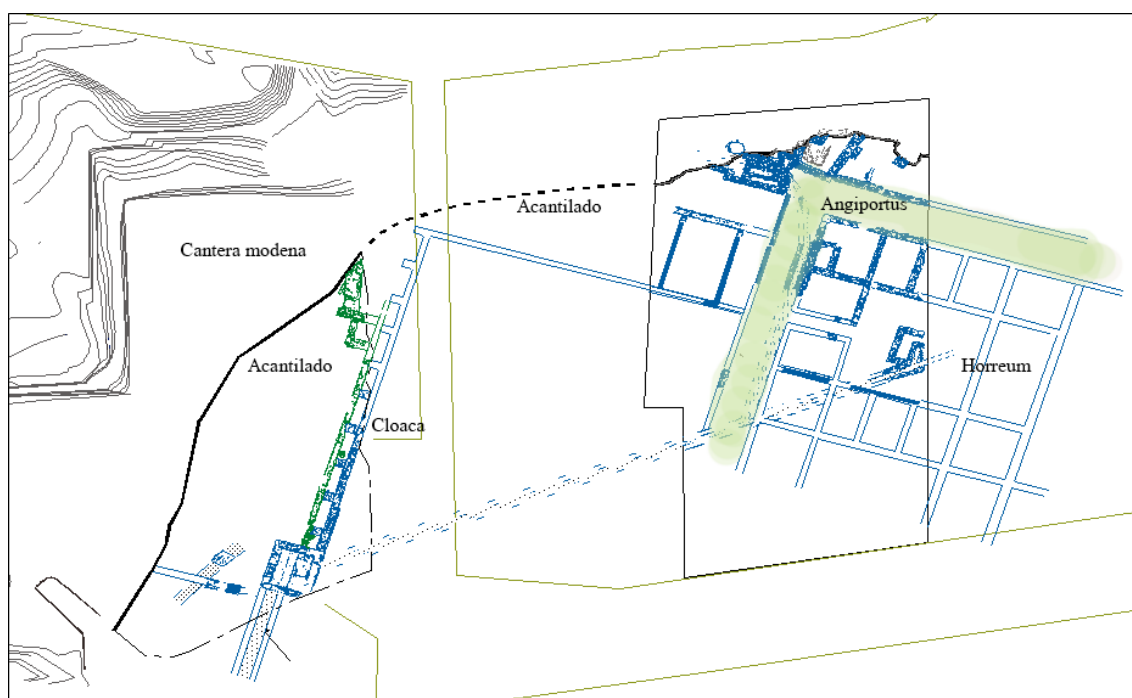 Acantilado
Angiportus
Cantera modena
Acantilado
Horreum
Cloaca